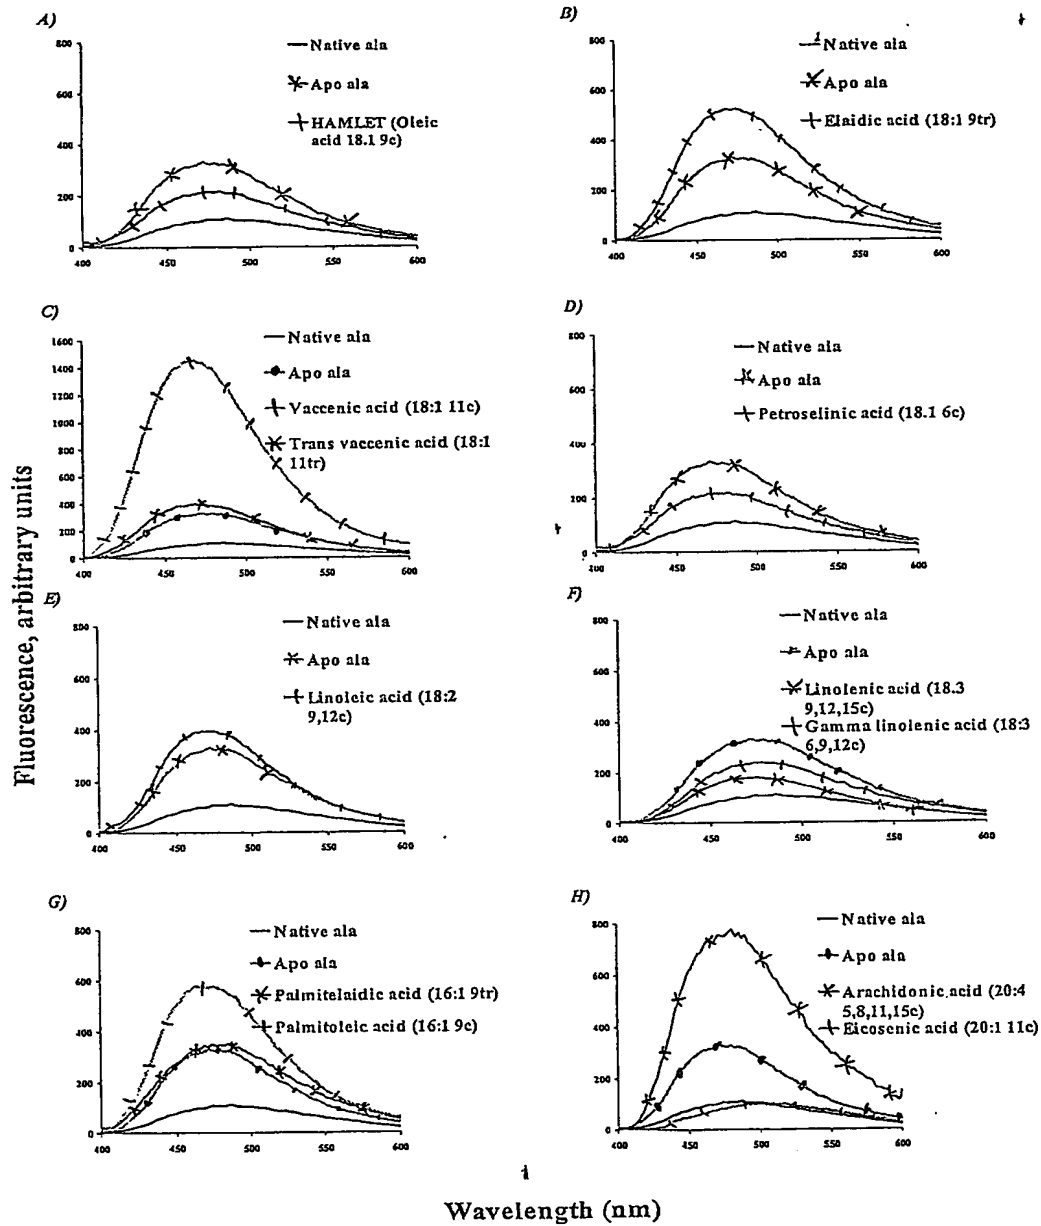 A)
800
600
400
200
0
400 450 500 550 600
Native ala
Apo ala
HAMLET (Oleic
acid 18.1 9c)
B)
800
600
400
200
0
400 450 500 550 600
Native ala
Apo ala
Elaidic acid (18:1 9tr)
C)
1600
1400
1200
1000
800
600
400
200
0
400 450 500 550 600
Native ala
Apo ala
Vaccenic acid (18:1 11c)
Trans vaccenic acid (18:1
11tr)
D)
800
600
400
200
0
400 450 500 550 600
Native ala
Apo ala
Petroselinic acid (18.1 6c)
E)
800
600
400
200
0
400 450 500 550 600
Native ala
Apo ala
Linoleic acid (18:2
9,12c)
F)
800
600
400
200
0
400 450 500 550 600
Native ala
Apo ala
Linolenic acid (18.3
9,12,15c)
Gamma linolenic acid (18:3
6,9,12c)
G)
800
600
400
200
0
400 450 500 550 600
Native ala
Apo ala
Palmitelaidic acid (16:1 9tr)
Palmitoleic acid (16:1 9c)
H)
800
600
400
200
0
400 450 500 550 600
Native ala
Apo ala
Arachidonic acid (20:4
5,8,11,15c)
Eicosenic acid (20:1 11c)
Fluorescence, arbitrary units
Wavelength (nm)